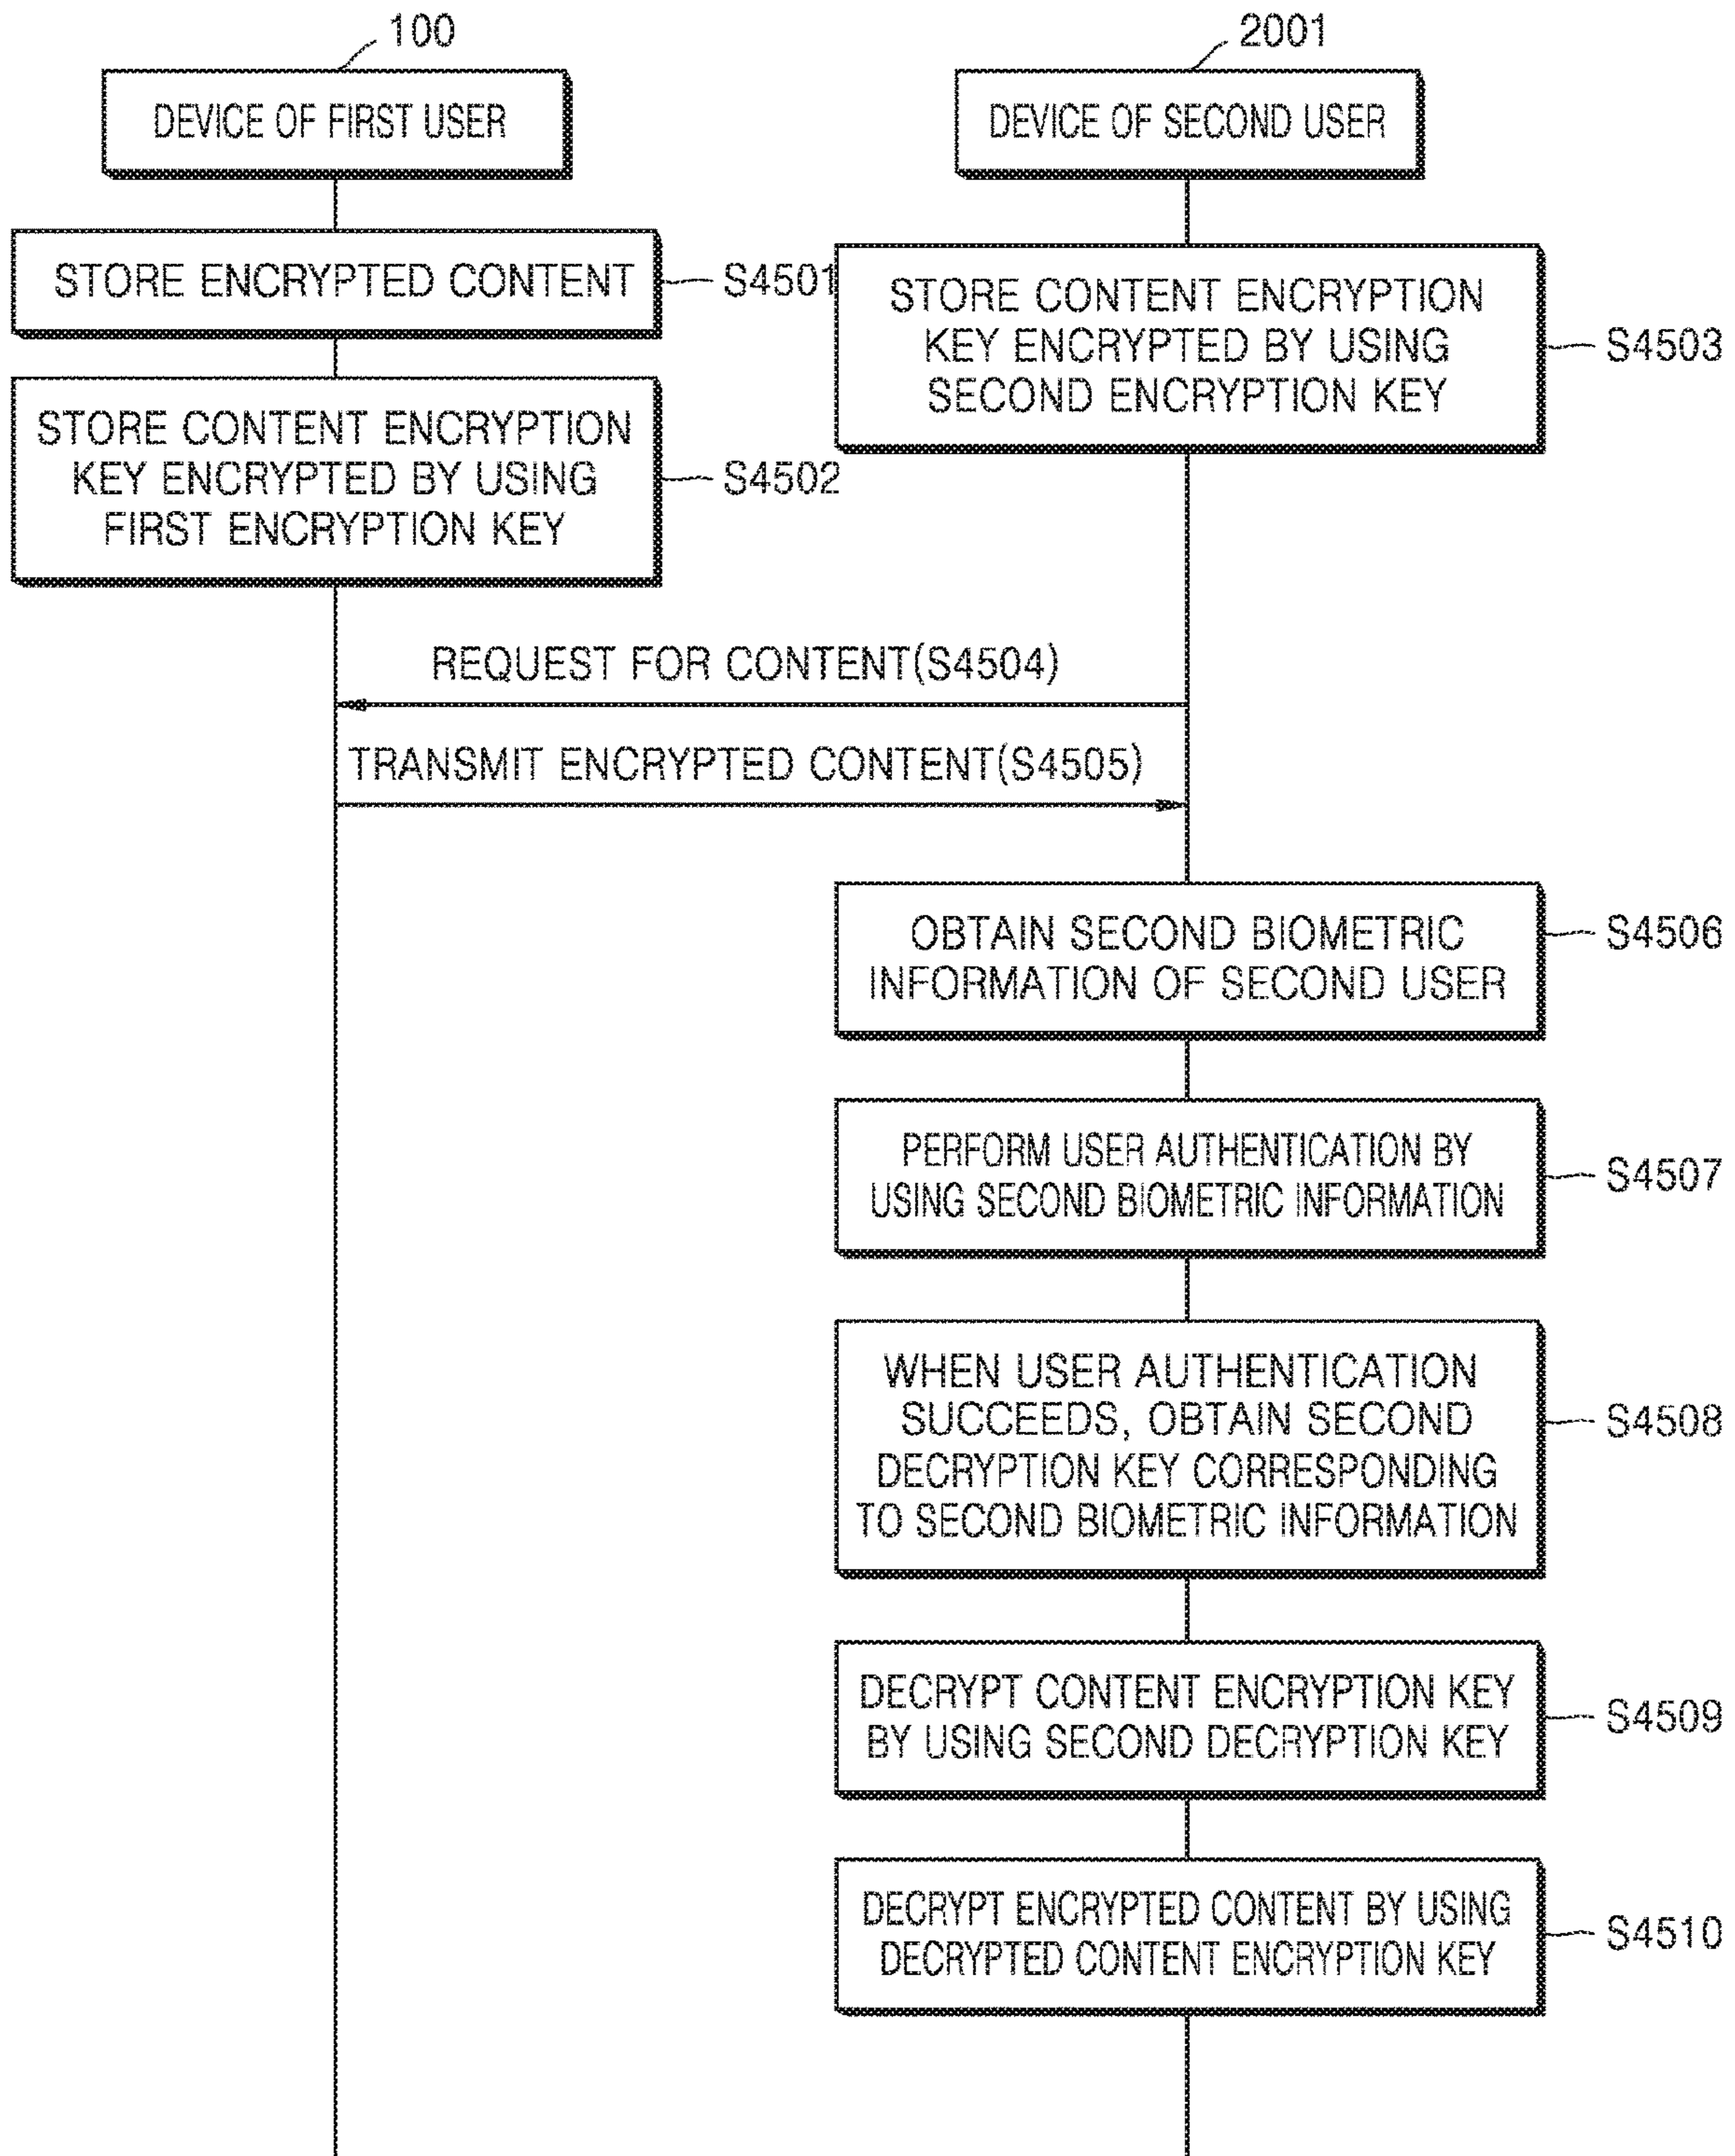 100
2001
DEVICE OF FIRST USER
DEVICE OF SECOND USER
STORE ENCRYPTED CONTENT
S4501
STORE CONTENT ENCRYPTION
KEY ENCRYPTED BY USING
SECOND ENCRYPTION KEY
S4503
STORE CONTENT ENCRYPTION
KEY ENCRYPTED BY USING
FIRST ENCRYPTION KEY
S4502
REQUEST FOR CONTENT(S4504)
TRANSMIT ENCRYPTED CONTENT(S4505)
OBTAIN SECOND BIOMETRIC
INFORMATION OF SECOND USER
S4506
PERFORM USER AUTHENTICATION BY
USING SECOND BIOMETRIC INFORMATION
S4507
WHEN USER AUTHENTICATION
SUCCEEDS, OBTAIN SECOND
DECRYPTION KEY CORRESPONDING
TO SECOND BIOMETRIC INFORMATION
S4508
DECRYPT CONTENT ENCRYPTION KEY
BY USING SECOND DECRYPTION KEY
S4509
DECRYPT ENCRYPTED CONTENT BY USING
DECRYPTED CONTENT ENCRYPTION KEY
S4510